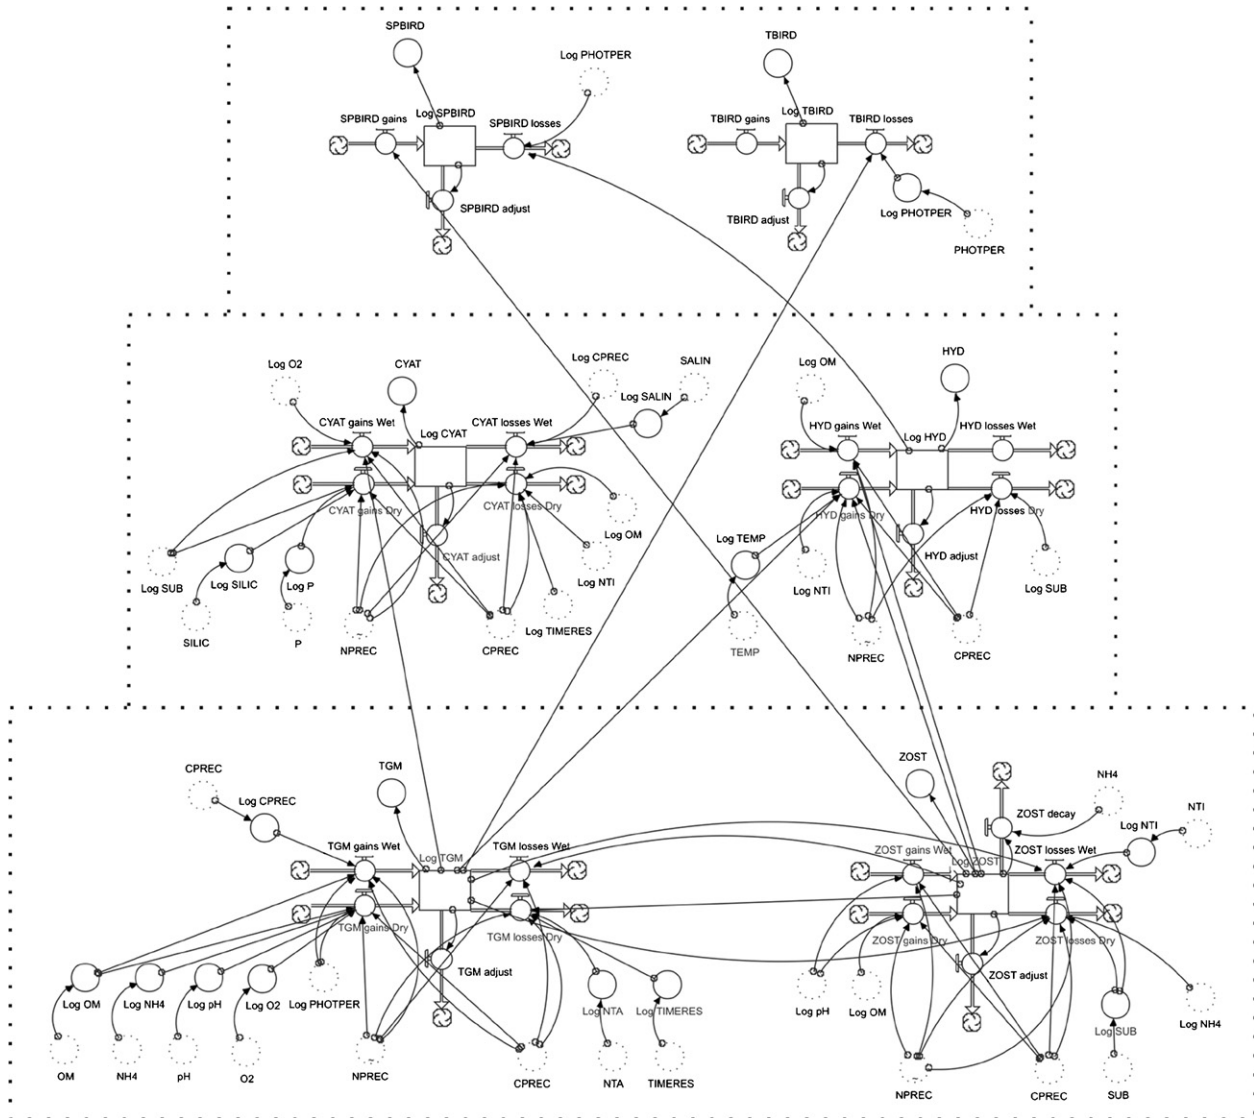 SPBIRD
TBIRD
Log PHOTPER
SPBIRD gains
Log SPBIRD
SPBIRD losses
TBIRD gains
Log TBIRD
TBIRD losses
SPBIRD adjust
TBIRD adjust
Log PHOTPER
PHOTPER
Log O2
CYAT
Log CPREC
SALIN
Log SALIN
Log OM
HYD
CYAT gains Wet
Log CYAT
CYAT losses Wet
HYD gains Wet
Log HYD
HYD losses Wet
CYAT gains Dry
CYAT losses Dry
HYD gains Dry
HYD losses Dry
CYAT adjust
Log OM
Log TEMP
HYD adjust
Log SUB
Log SILIC
Log P
Log NTI
Log NTI
Log SUB
SILIC
P
NPREC
~
CPREC
Log TIMERES
TEMP
NPREC
~
CPREC
CPREC
TGM
Log CPREC
ZOST
NH4
ZOST decay
NTI
Log NTI
TGM gains Wet
Log TGM
TGM losses Wet
ZOST gains Wet
Log ZOST
ZOST losses Wet
TGM gains Dry
TGM losses Dry
ZOST gains Dry
ZOST losses Dry
TGM adjust
ZOST adjust
Log OM
Log NH4
Log pH
Log O2
Log PHOTPER
Log NTA
Log TIMERES
Log pH
Log OM
Log SUB
Log NH4
OM
NH4
pH
O2
NPREC
~
CPREC
NTA
TIMERES
NPREC
~
CPREC
SUB